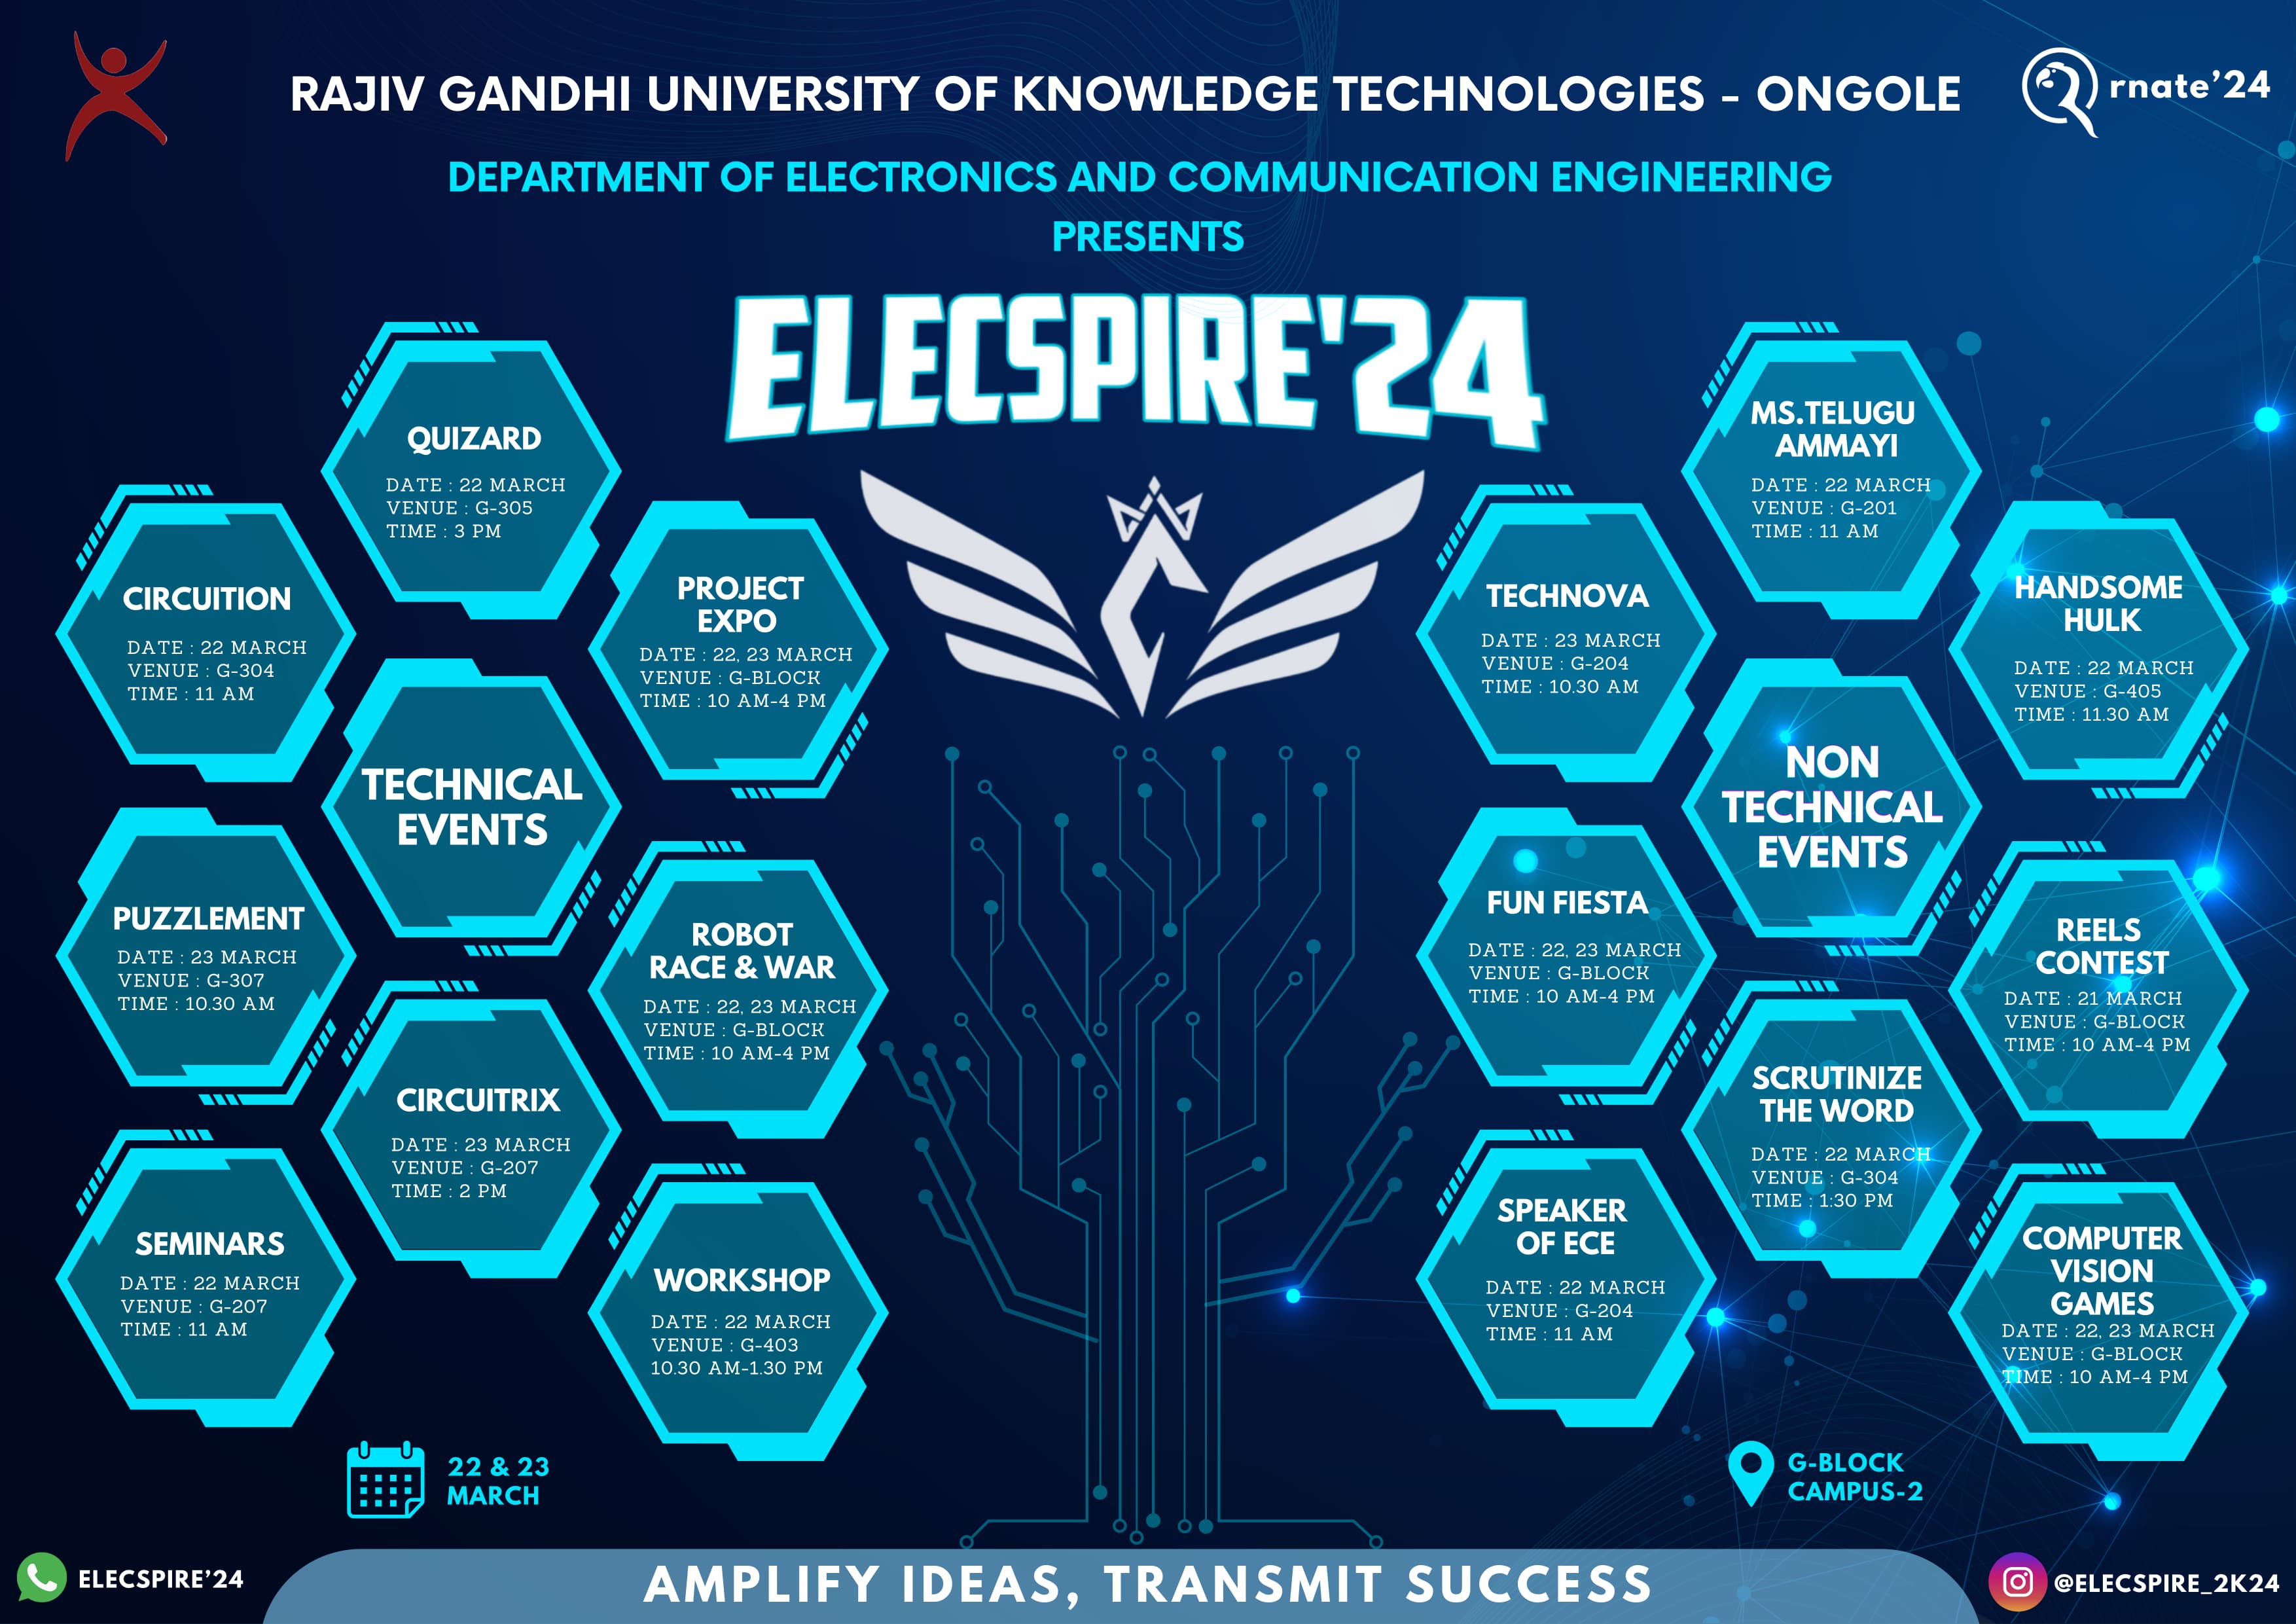 RAJIV GANDHI UNIVERSITY OF KNOWLEDGE TECHNOLOGIES - ONGOLE
rnate'24
DEPARTMENT OF ELECTRONICS AND COMMUNICATION ENGINEERING
PRESENTS
ELECSPIRE'24
QUIZARD
DATE : 22 MARCH
VENUE : G-305
TIME : 3 PM
CIRCUITION
DATE : 22 MARCH
VENUE : G-304
TIME : 11 AM
PROJECT
EXPO
DATE : 22, 23 MARCH
VENUE : G-BLOCK
TIME : 10 AM-4 PM
TECHNICAL
EVENTS
PUZZLEMENT
DATE : 23 MARCH
VENUE : G-307
TIME : 10.30 AM
ROBOT
RACE & WAR
DATE : 22, 23 MARCH
VENUE : G-BLOCK
TIME : 10 AM-4 PM
CIRCUITRIX
DATE : 23 MARCH
VENUE : G-207
TIME : 2 PM
SEMINARS
DATE : 22 MARCH
VENUE : G-207
TIME : 11 AM
WORKSHOP
DATE : 22 MARCH
VENUE : G-403
10.30 AM-1.30 PM
MS.TELUGU
AMMAYI
DATE : 22 MARCH
VENUE : G-201
TIME : 11 AM
TECHNOVA
DATE : 23 MARCH
VENUE : G-204
TIME : 10.30 AM
HANDSOME
HULK
DATE : 22 MARCH
VENUE : G-405
TIME : 11.30 AM
NON
TECHNICAL
EVENTS
FUN FIESTA
DATE : 22, 23 MARCH
VENUE : G-BLOCK
TIME : 10 AM-4 PM
REELS
CONTEST
DATE : 21 MARCH
VENUE : G-BLOCK
TIME : 10 AM-4 PM
SCRUTINIZE
THE WORD
DATE : 22 MARCH
VENUE : G-304
TIME : 1:30 PM
SPEAKER
OF ECE
DATE : 22 MARCH
VENUE : G-204
TIME : 11 AM
COMPUTER
VISION
GAMES
DATE : 22, 23 MARCH
VENUE : G-BLOCK
TIME : 10 AM-4 PM
22 & 23
MARCH
G-BLOCK
CAMPUS-2
ELECSPIRE'24
AMPLIFY IDEAS, TRANSMIT SUCCESS
@ELECSPIRE_2K24